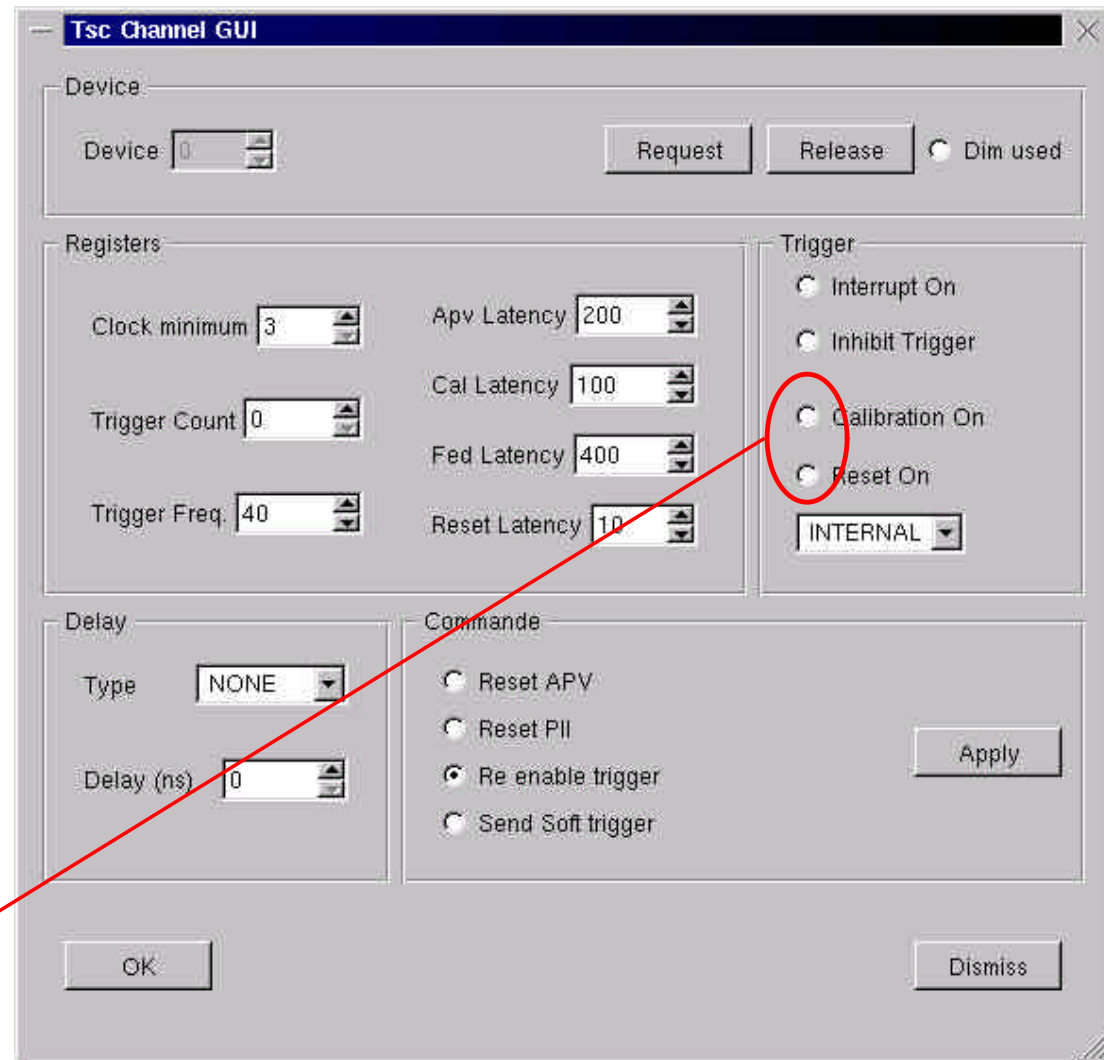 Tsc Channel GUI
Device
Device 0 Request Release Dim used
Registers
Clock minimum 3
Trigger Count 0
Trigger Freq. 40
Apv Latency 200
Cal Latency 100
Fed Latency 400
Reset Latency 10
Trigger
Interrupt On
Inhibit Trigger
Calibration On
Reset On
INTERNAL
Delay
Type NONE
Delay (ns) 0
Commande
Reset APV
Reset Pll
Re enable trigger
Send Soft trigger
Apply
OK
Dismiss